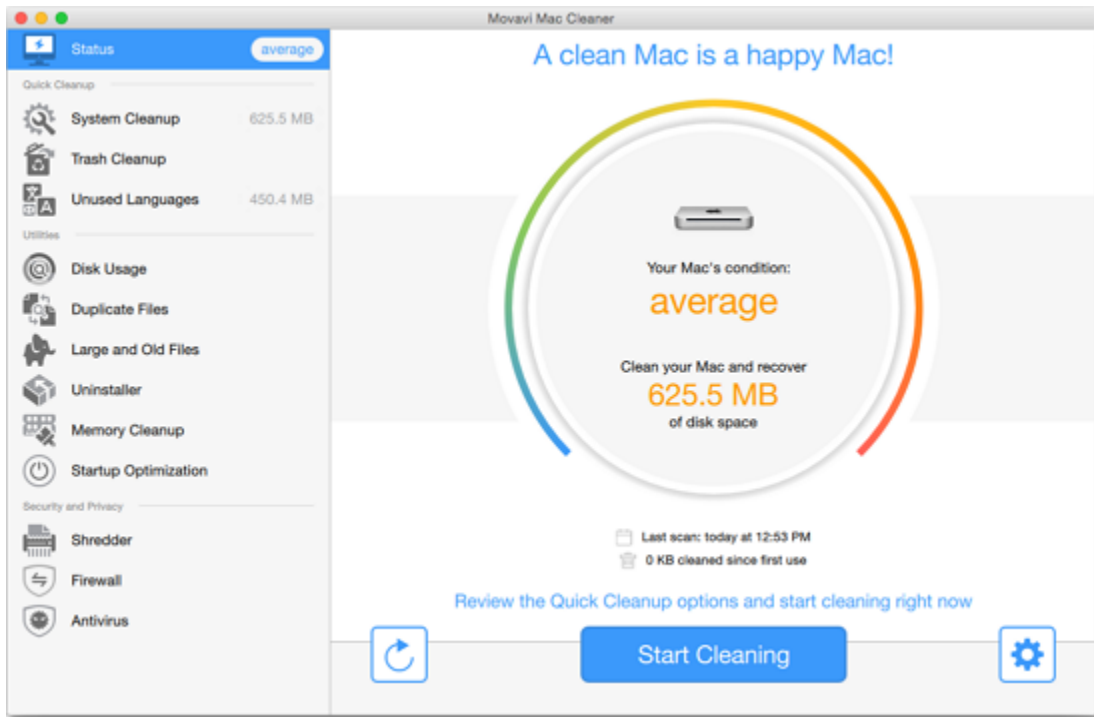 Movavi Mac Cleaner
Status average
Quick Cleanup
System Cleanup 625.5 MB
Trash Cleanup
Unused Languages 450.4 MB
Utilities
Disk Usage
Duplicate Files
Large and Old Files
Uninstaller
Memory Cleanup
Startup Optimization
Security and Privacy
Shredder
Firewall
Antivirus
A clean Mac is a happy Mac!
Your Mac's condition:
average
Clean your Mac and recover
625.5 MB
of disk space
Last scan: today at 12:53 PM
0 KB cleaned since first use
Review the Quick Cleanup options and start cleaning right now
Start Cleaning